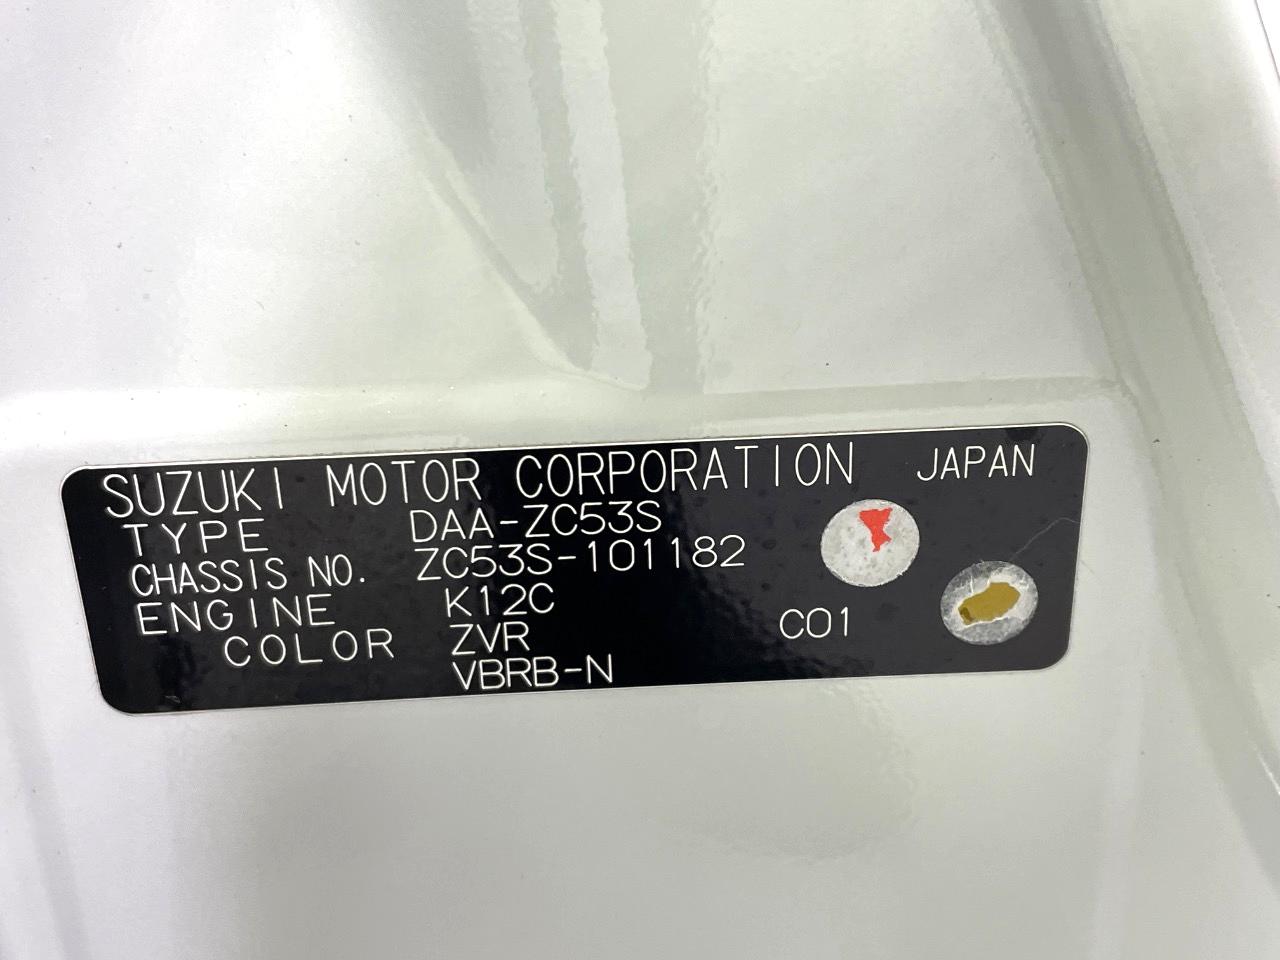 SUZUKI MOTOR CORPORATION JAPAN
TYPE DAA-ZC53S
CHASSIS NO. ZC53S-101182
ENGINE K12C
COLOR ZVR C01
VBRB-N